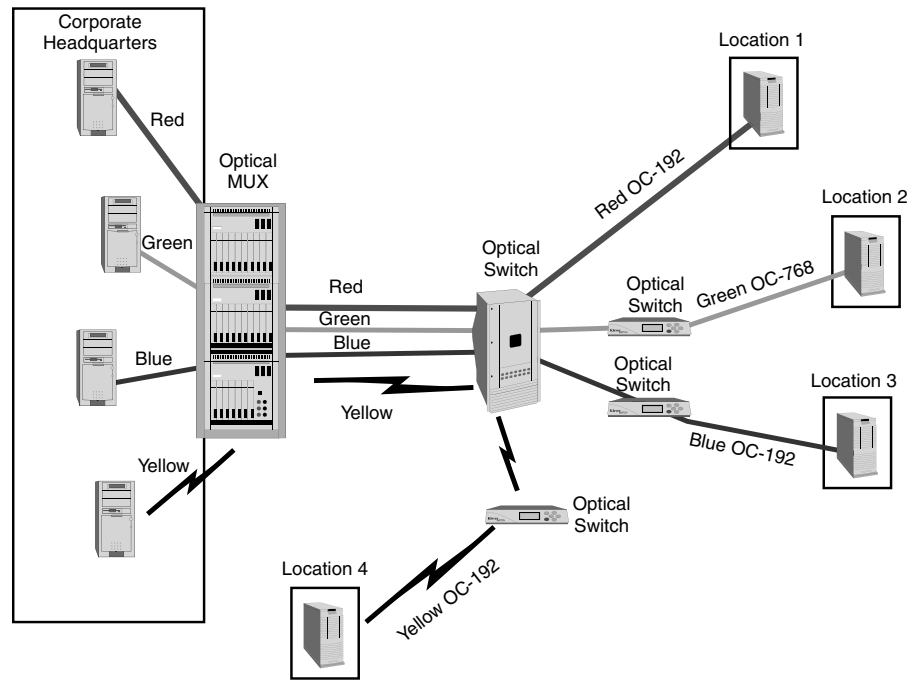 Corporate
Headquarters
Red
Green
Blue
Yellow
Optical
MUX
Red
Green
Blue
Yellow
Optical
Switch
Location 1
Red OC-192
Location 2
Optical
Switch
Green OC-768
Optical
Switch
Location 3
Blue OC-192
Optical
Switch
Location 4
Yellow OC-192